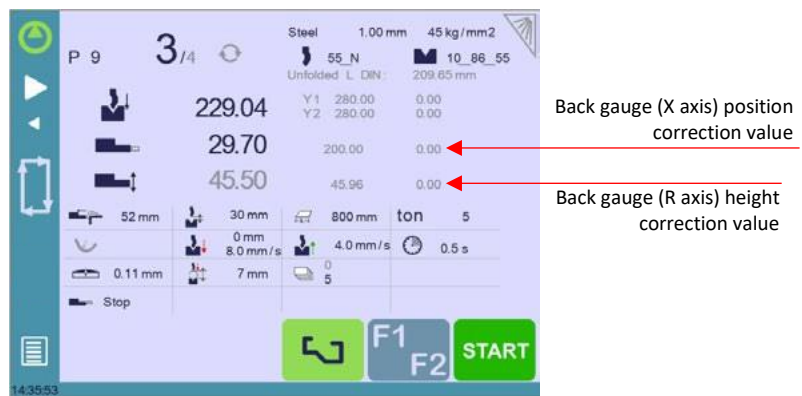 Steel 1.00 mm 45 kg/mm2
P 9 3/4 55_N 10_86_55
Unfolded L DIN: 209.65 mm
229.04 Y1 280.00 0.00
Y2 280.00 0.00
29.70 200.00 0.00
45.50 45.96 0.00
Back gauge (X axis) position
correction value
Back gauge (R axis) height
correction value
52 mm 30 mm 800 mm ton 5
0 mm
8.0 mm/s 4.0 mm/s 0.5 s
0.11 mm 7 mm 0
5
Stop
F1
F2
START
14:35:53